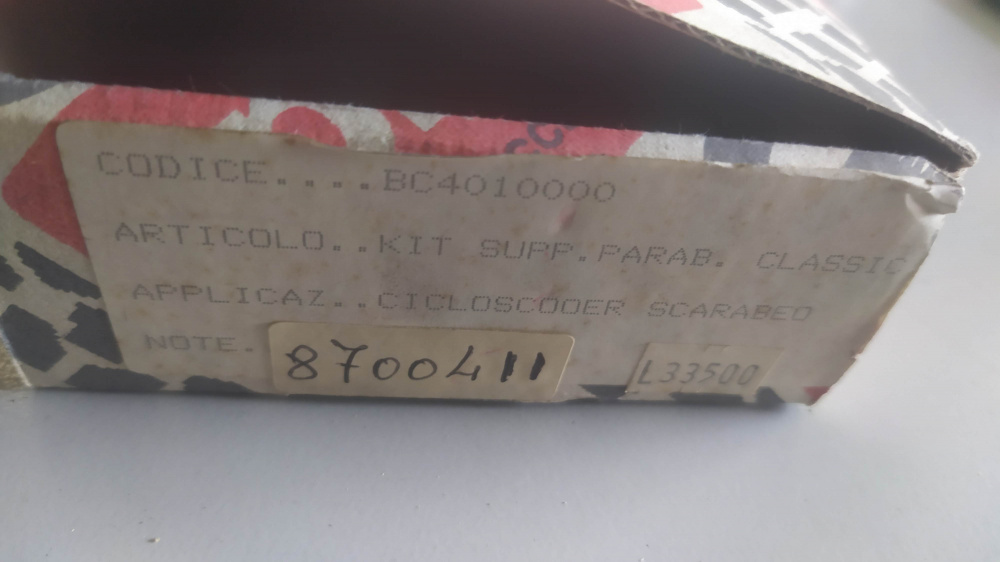 CODICE....BC4010000
ARTICOLO..KIT SUPP.PARAB. CLASSIC
APPLICAZ..CICLOSCOOER SCARABEO
NOTE.
8700411
L33500